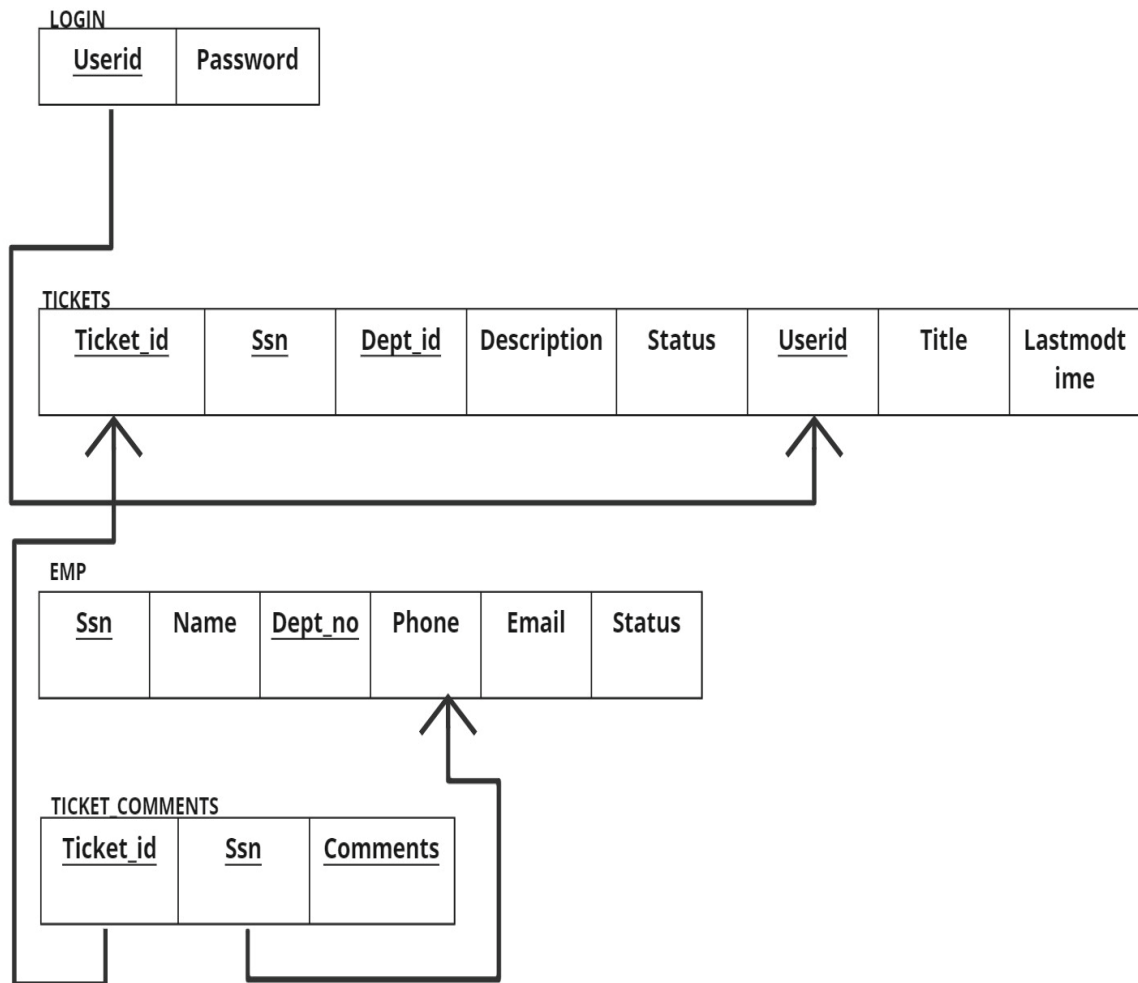 LOGIN
Userid Password
TICKETS
Ticket_id Ssn Dept_id Description Status Userid Title Lastmodt
ime
EMP
Ssn Name Dept_no Phone Email Status
TICKET_COMMENTS
Ticket_id Ssn Comments